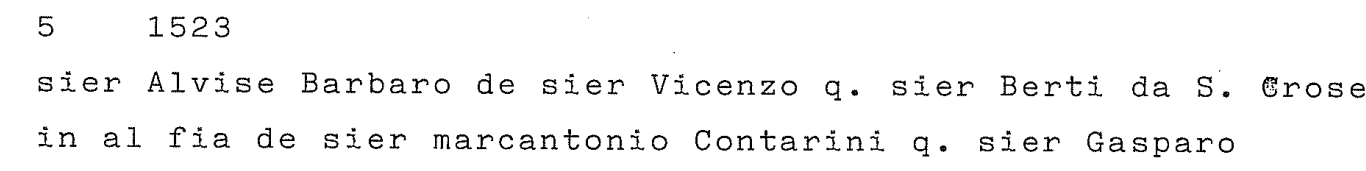 5 1523
sier Alvise Barbaro de sier Vicenzo q. sier Berti da S. Crose
in al fia de sier marcantonio Contarini q. sier Gasparo